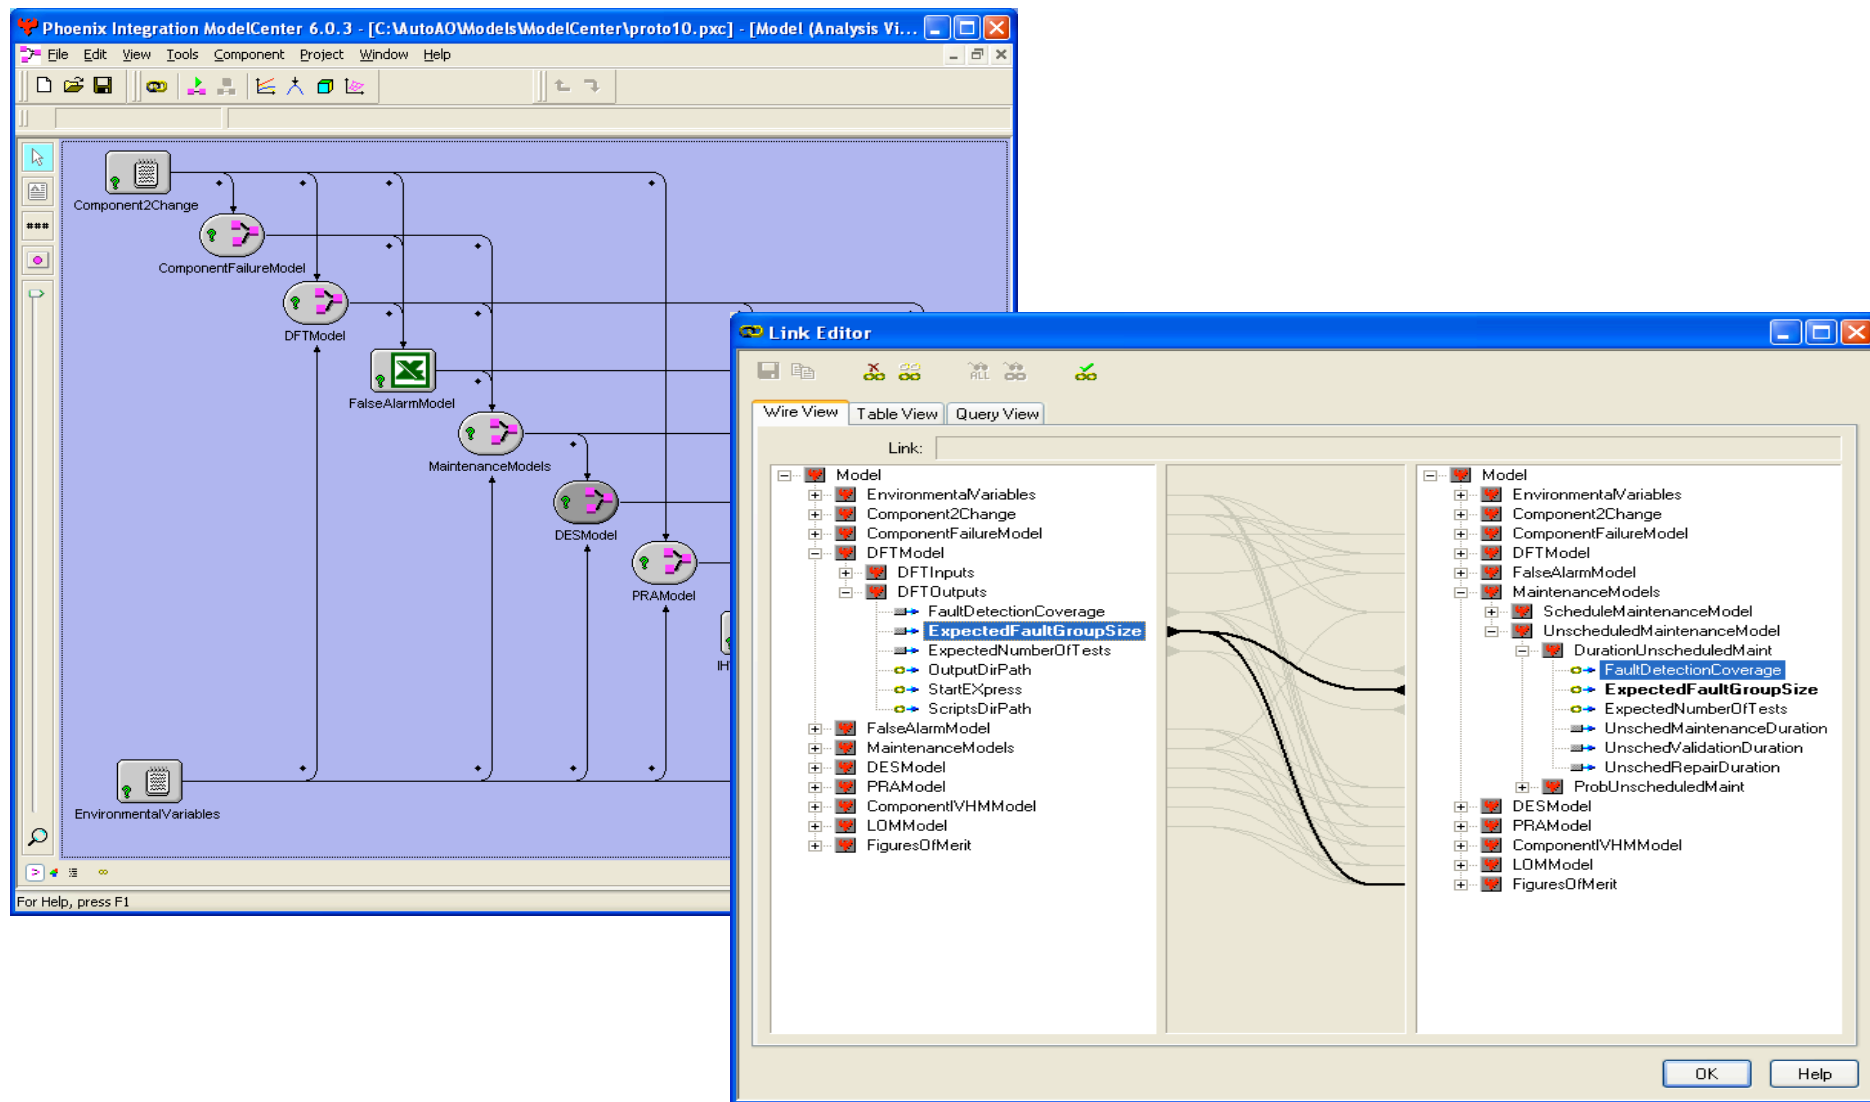 Phoenix Integration ModelCenter 6.0.3 - [C:\AutoAO\Models\ModelCenter\proto10.pxc] - [Model (Analysis Vi...
File Edit View Tools Component Project Window Help
Component2Change
ComponentFailureModel
DFTModel
FalseAlarmModel
MaintenanceModels
DESModel
PRAModel
IH
EnvironmentalVariables
For Help, press F1
Link Editor
ALL
Wire View Table View Query View
Link:
Model
EnvironmentalVariables
Component2Change
ComponentFailureModel
DFTModel
DFTInputs
DFTOutputs
FaultDetectionCoverage
ExpectedFaultGroupSize
ExpectedNumberOfTests
OutputDirPath
StartEXpress
ScriptsDirPath
FalseAlarmModel
MaintenanceModels
DESModel
PRAModel
ComponentIVHMModel
LOMModel
FiguresOfMerit
Model
EnvironmentalVariables
Component2Change
ComponentFailureModel
DFTModel
FalseAlarmModel
MaintenanceModels
ScheduleMaintenanceModel
UnscheduledMaintenanceModel
DurationUnscheduledMaint
FaultDetectionCoverage
ExpectedFaultGroupSize
ExpectedNumberOfTests
UnschedMaintenanceDuration
UnschedValidationDuration
UnschedRepairDuration
ProbUnscheduledMaint
DESModel
PRAModel
ComponentIVHMModel
LOMModel
FiguresOfMerit
OK Help